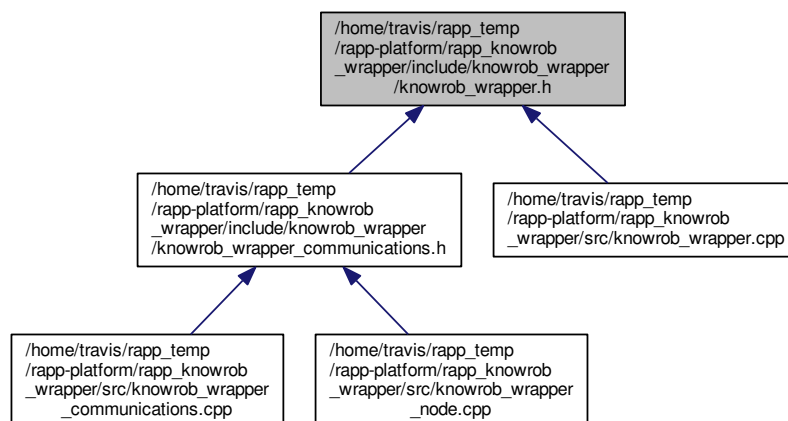 /home/travis/rapp_temp
/rapp-platform/rapp_knowrob
_wrapper/include/knowrob_wrapper
/knowrob_wrapper.h
/home/travis/rapp_temp
/rapp-platform/rapp_knowrob
_wrapper/include/knowrob_wrapper
/knowrob_wrapper_communications.h
/home/travis/rapp_temp
/rapp-platform/rapp_knowrob
_wrapper/src/knowrob_wrapper.cpp
/home/travis/rapp_temp
/rapp-platform/rapp_knowrob
_wrapper/src/knowrob_wrapper
_communications.cpp
/home/travis/rapp_temp
/rapp-platform/rapp_knowrob
_wrapper/src/knowrob_wrapper
_node.cpp